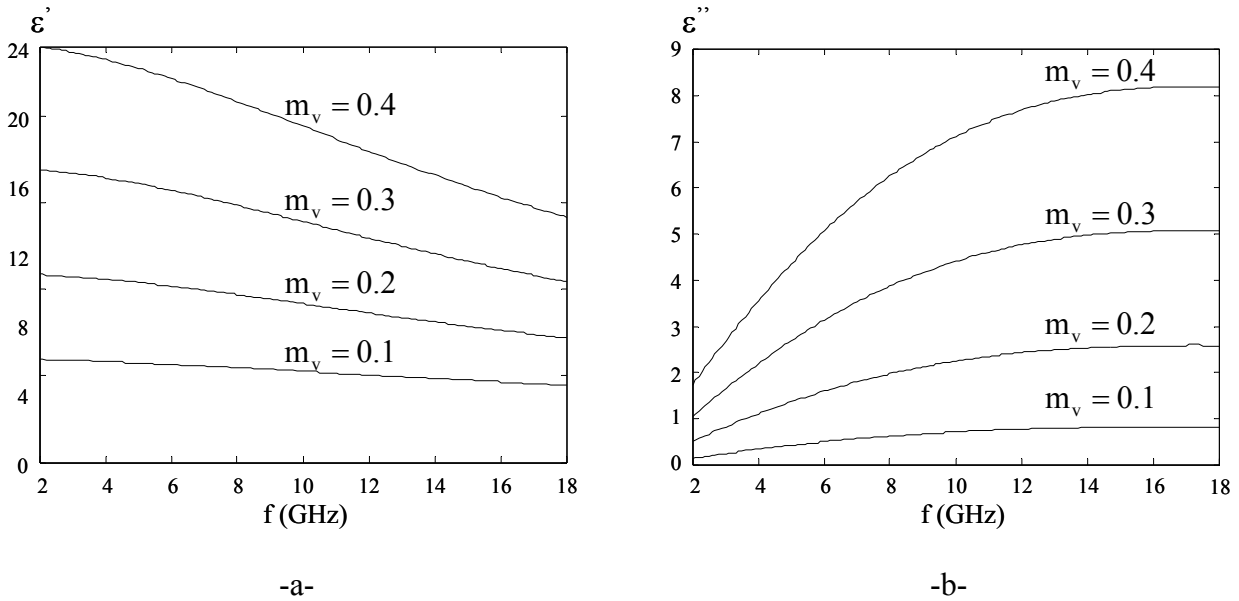 ε'
24
20
16
12
8
4
0
m_v = 0.4
m_v = 0.3
m_v = 0.2
m_v = 0.1
2 4 6 8 10 12 14 16 18
f (GHz)
-a-
ε''
9
8
7
6
5
4
3
2
1
0
m_v = 0.4
m_v = 0.3
m_v = 0.2
m_v = 0.1
2 4 6 8 10 12 14 16 18
f (GHz)
-b-